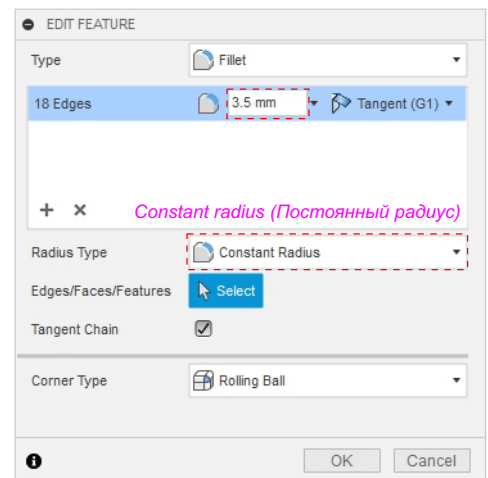 EDIT FEATURE
Type Fillet
18 Edges 3.5 mm Tangent (G1)
Constant radius (Постоянный радиус)
Radius Type Constant Radius
Edges/Faces/Features Select
Tangent Chain
Corner Type Rolling Ball
OK Cancel